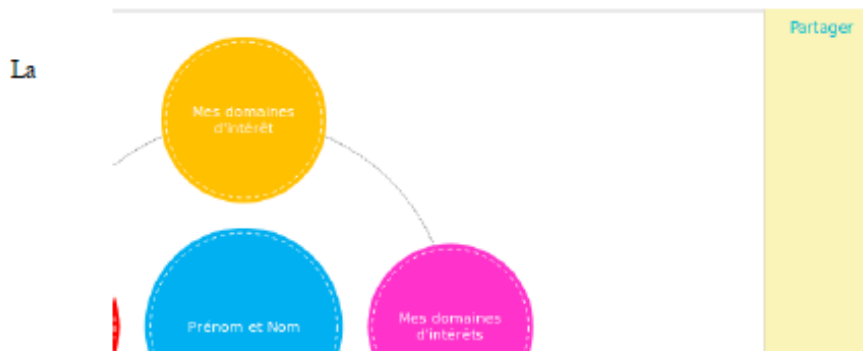 Partager
La
Mes domaines
d'intérêt
Prénom et Nom
Mes domaines
d'intérêts